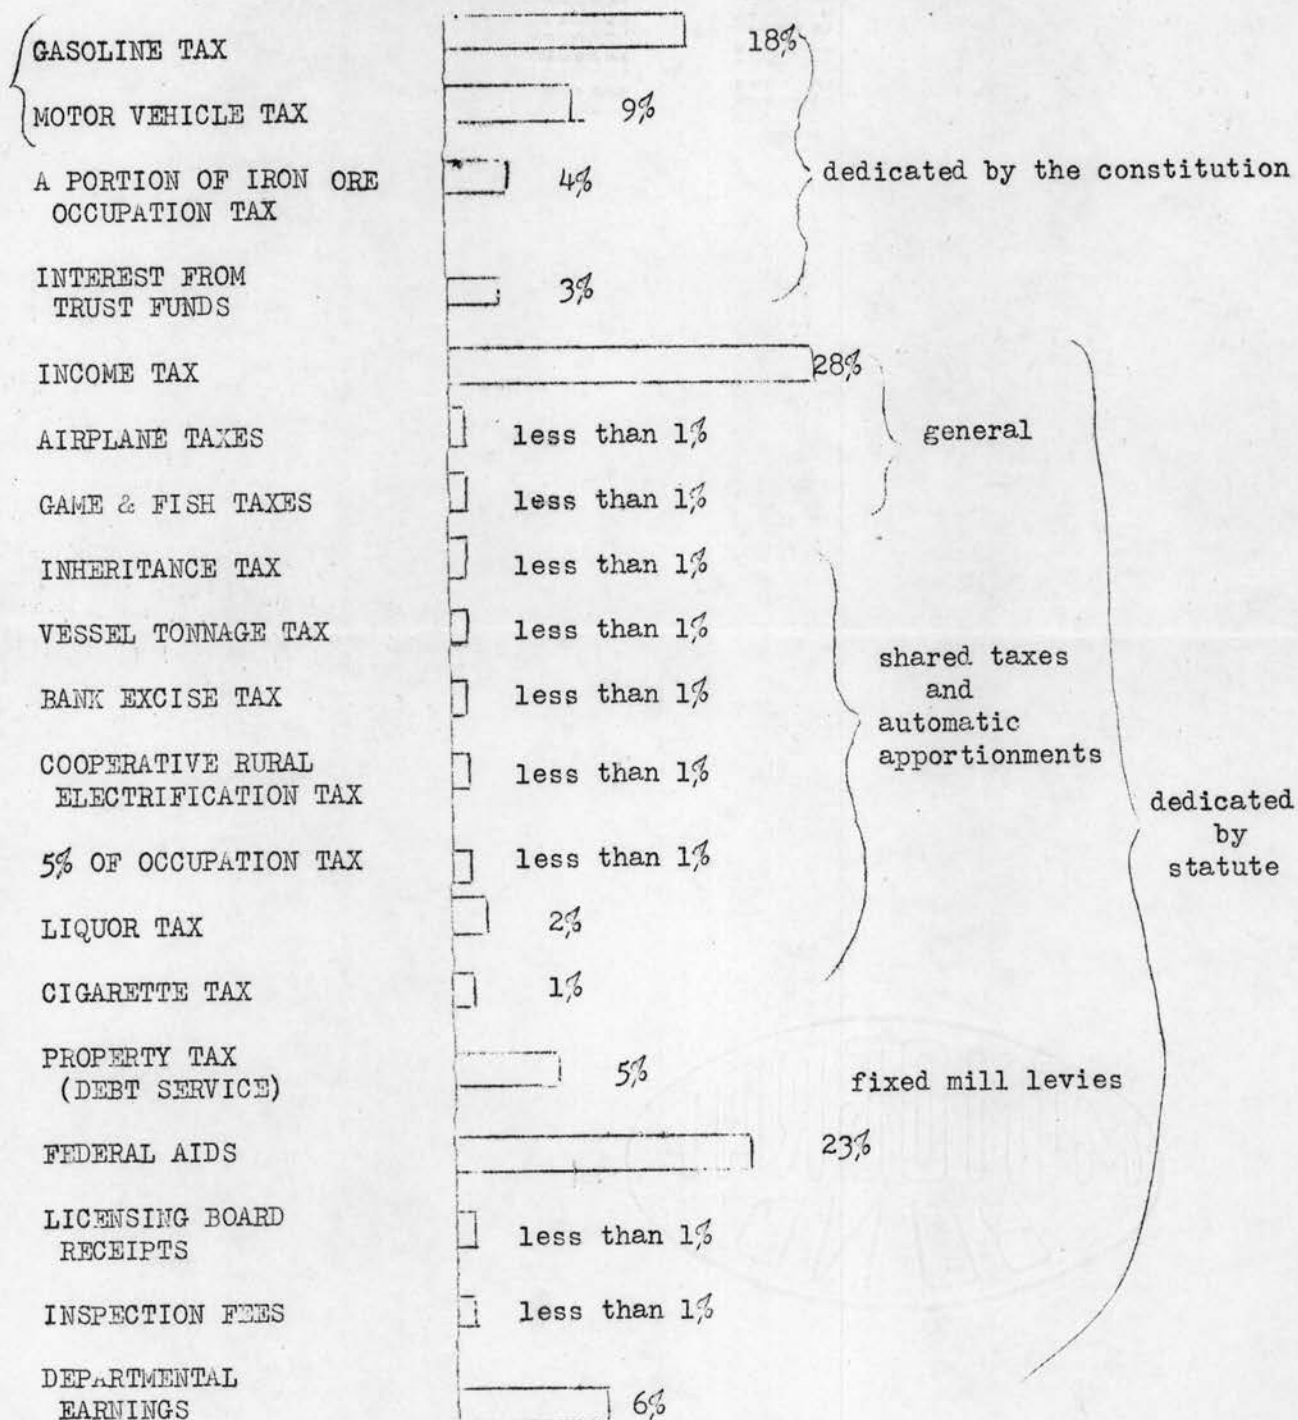 GASOLINE TAX 18%
MOTOR VEHICLE TAX 9%
A PORTION OF IRON ORE
OCCUPATION TAX 4%
dedicated by the constitution
INTEREST FROM
TRUST FUNDS 3%
INCOME TAX 28%
AIRPLANE TAXES less than 1%
general
GAME & FISH TAXES less than 1%
INHERITANCE TAX less than 1%
VESSEL TONNAGE TAX less than 1%
shared taxes
and
automatic
apportionments
BANK EXCISE TAX less than 1%
COOPERATIVE RURAL
ELECTRIFICATION TAX less than 1%
dedicated
by
statute
5% OF OCCUPATION TAX less than 1%
LIQUOR TAX 2%
CIGARETTE TAX 1%
PROPERTY TAX
(DEBT SERVICE) 5% fixed mill levies
FEDERAL AIDS 23%
LICENSING BOARD
RECEIPTS less than 1%
INSPECTION FEES less than 1%
DEPARTMENTAL
EARNINGS 6%